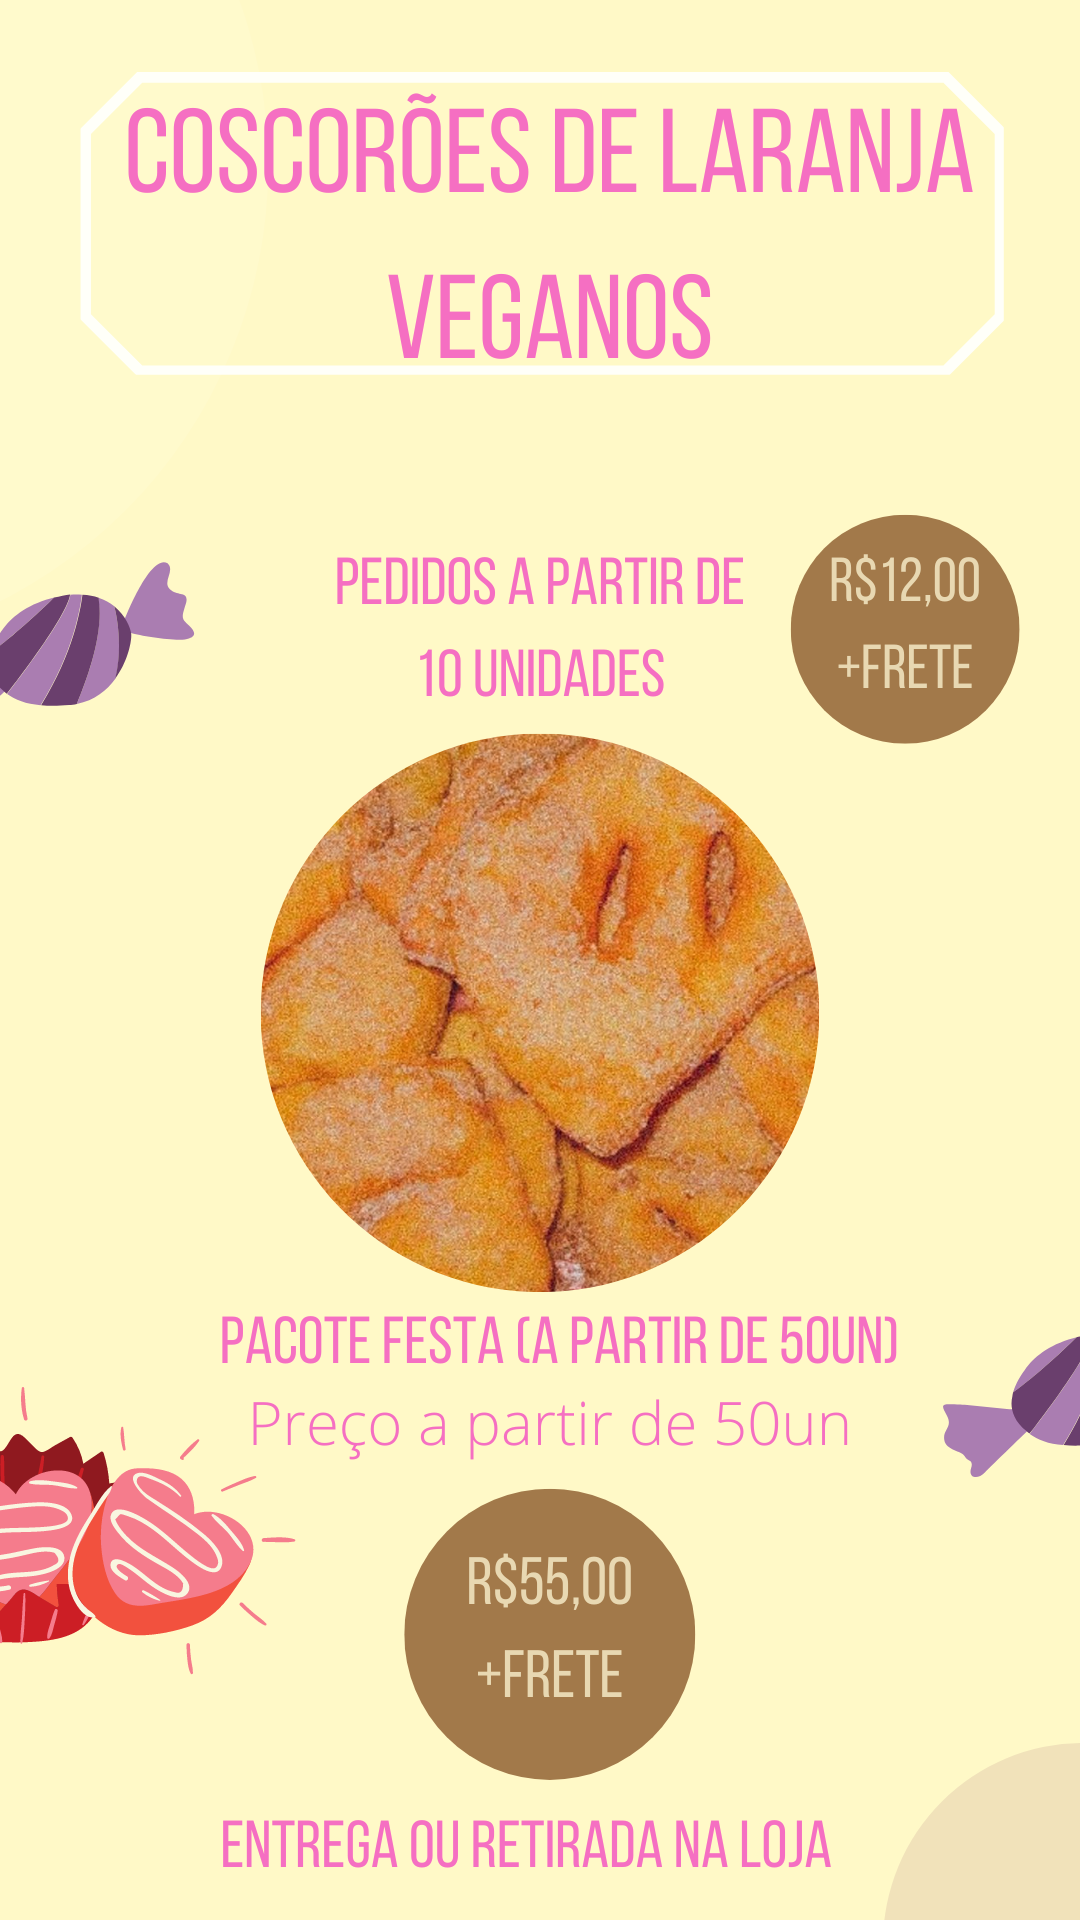 COSCORÕES DE LARANJA
VEGANOS
PEDIDOS A PARTIR DE
10 UNIDADES
R$12,00
+FRETE
PACOTE FESTA (A PARTIR DE 50UN)
Preço a partir de 50un
R$55,00
+FRETE
ENTREGA OU RETIRADA NA LOJA